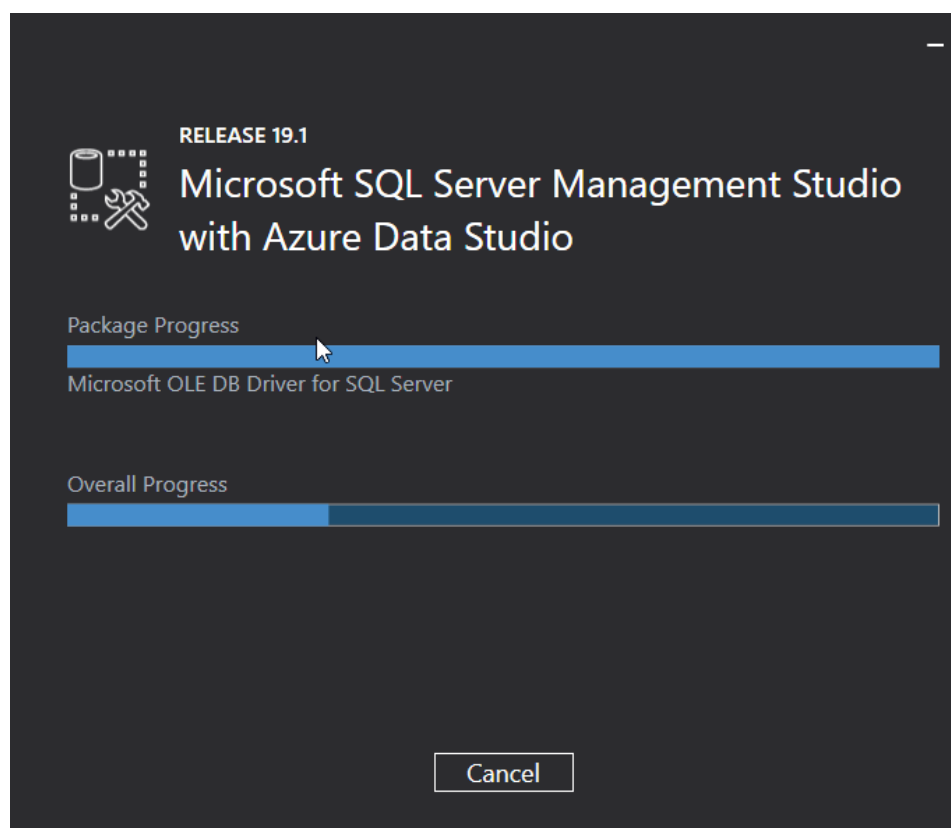 RELEASE 19.1
Microsoft SQL Server Management Studio
with Azure Data Studio
Package Progress
Microsoft OLE DB Driver for SQL Server
Overall Progress
Cancel